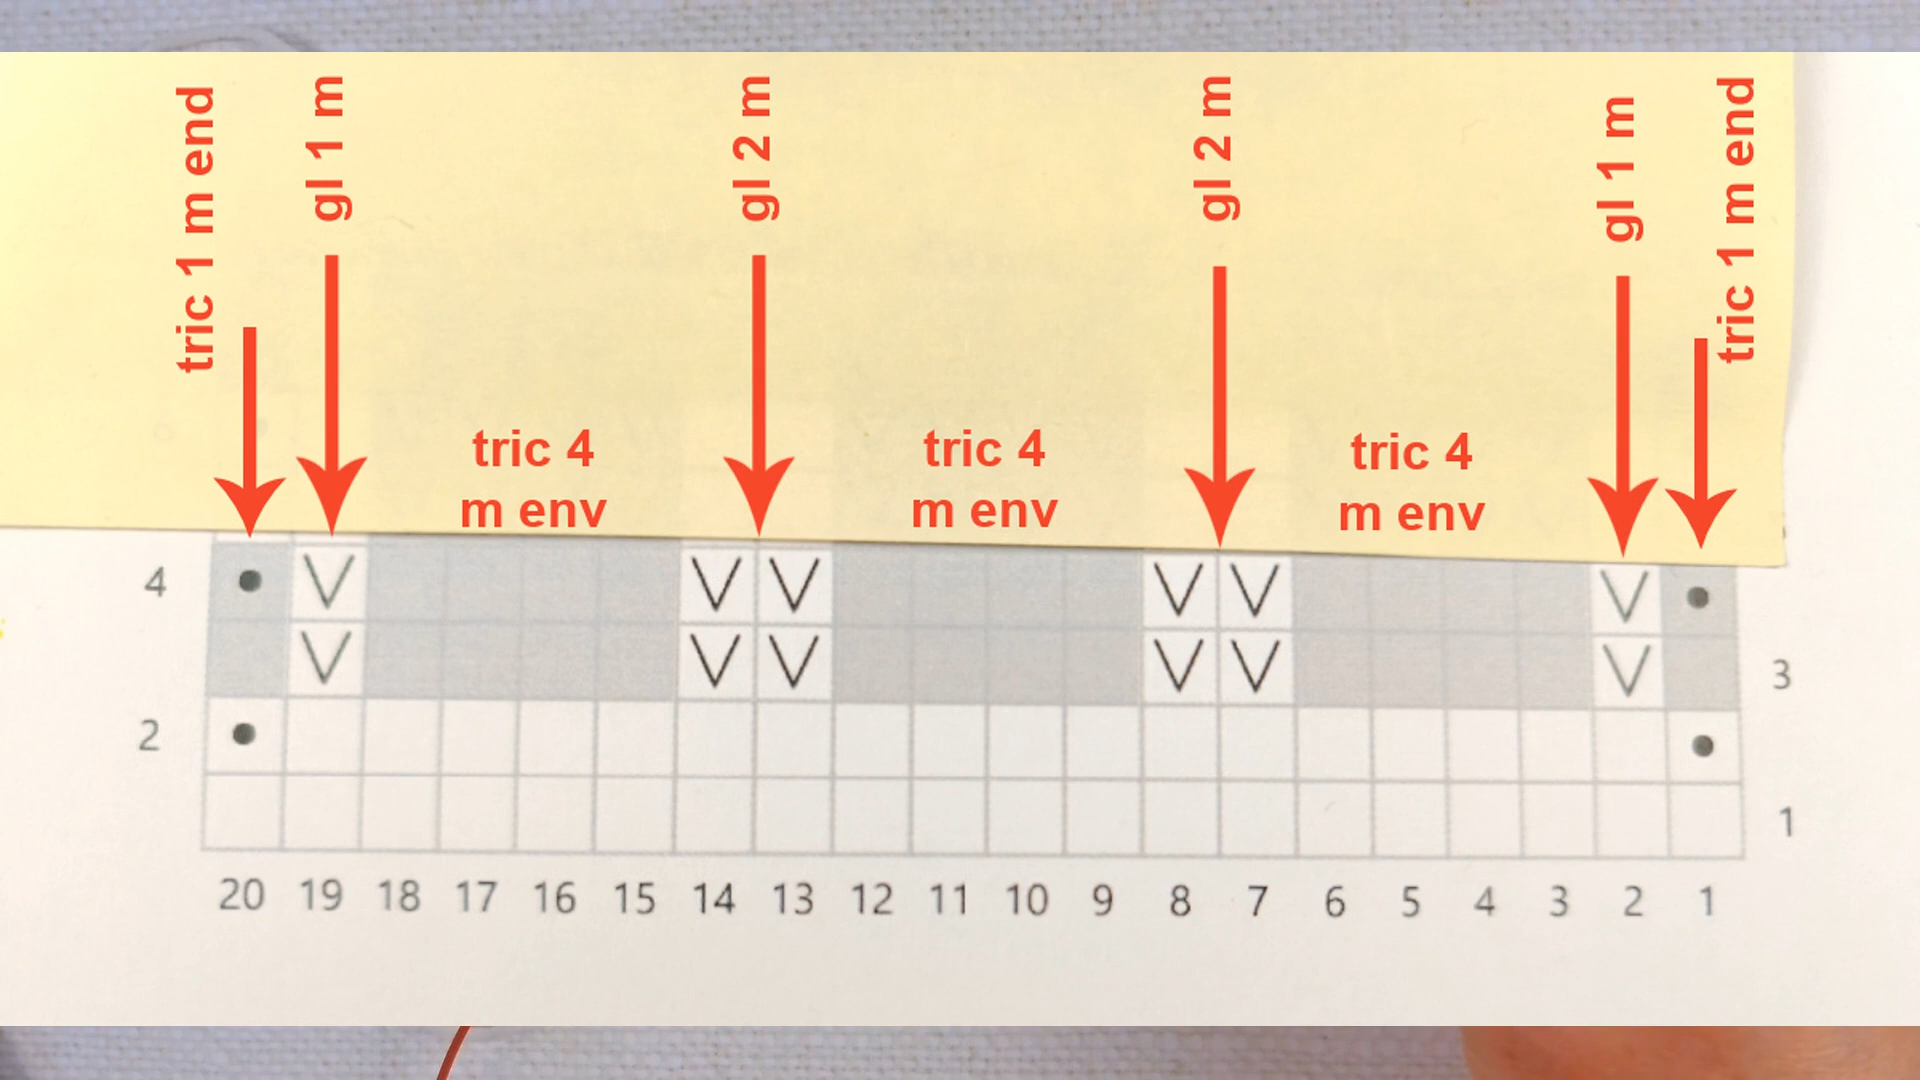 tric 1 m end
gl 1 m
gl 2 m
gl 2 m
gl 1 m
tric 1 m end
tric 4
m env
tric 4
m env
tric 4
m env
4 • V V V V V V •
V V V V V V 3
2 • •
1
20 19 18 17 16 15 14 13 12 11 10 9 8 7 6 5 4 3 2 1